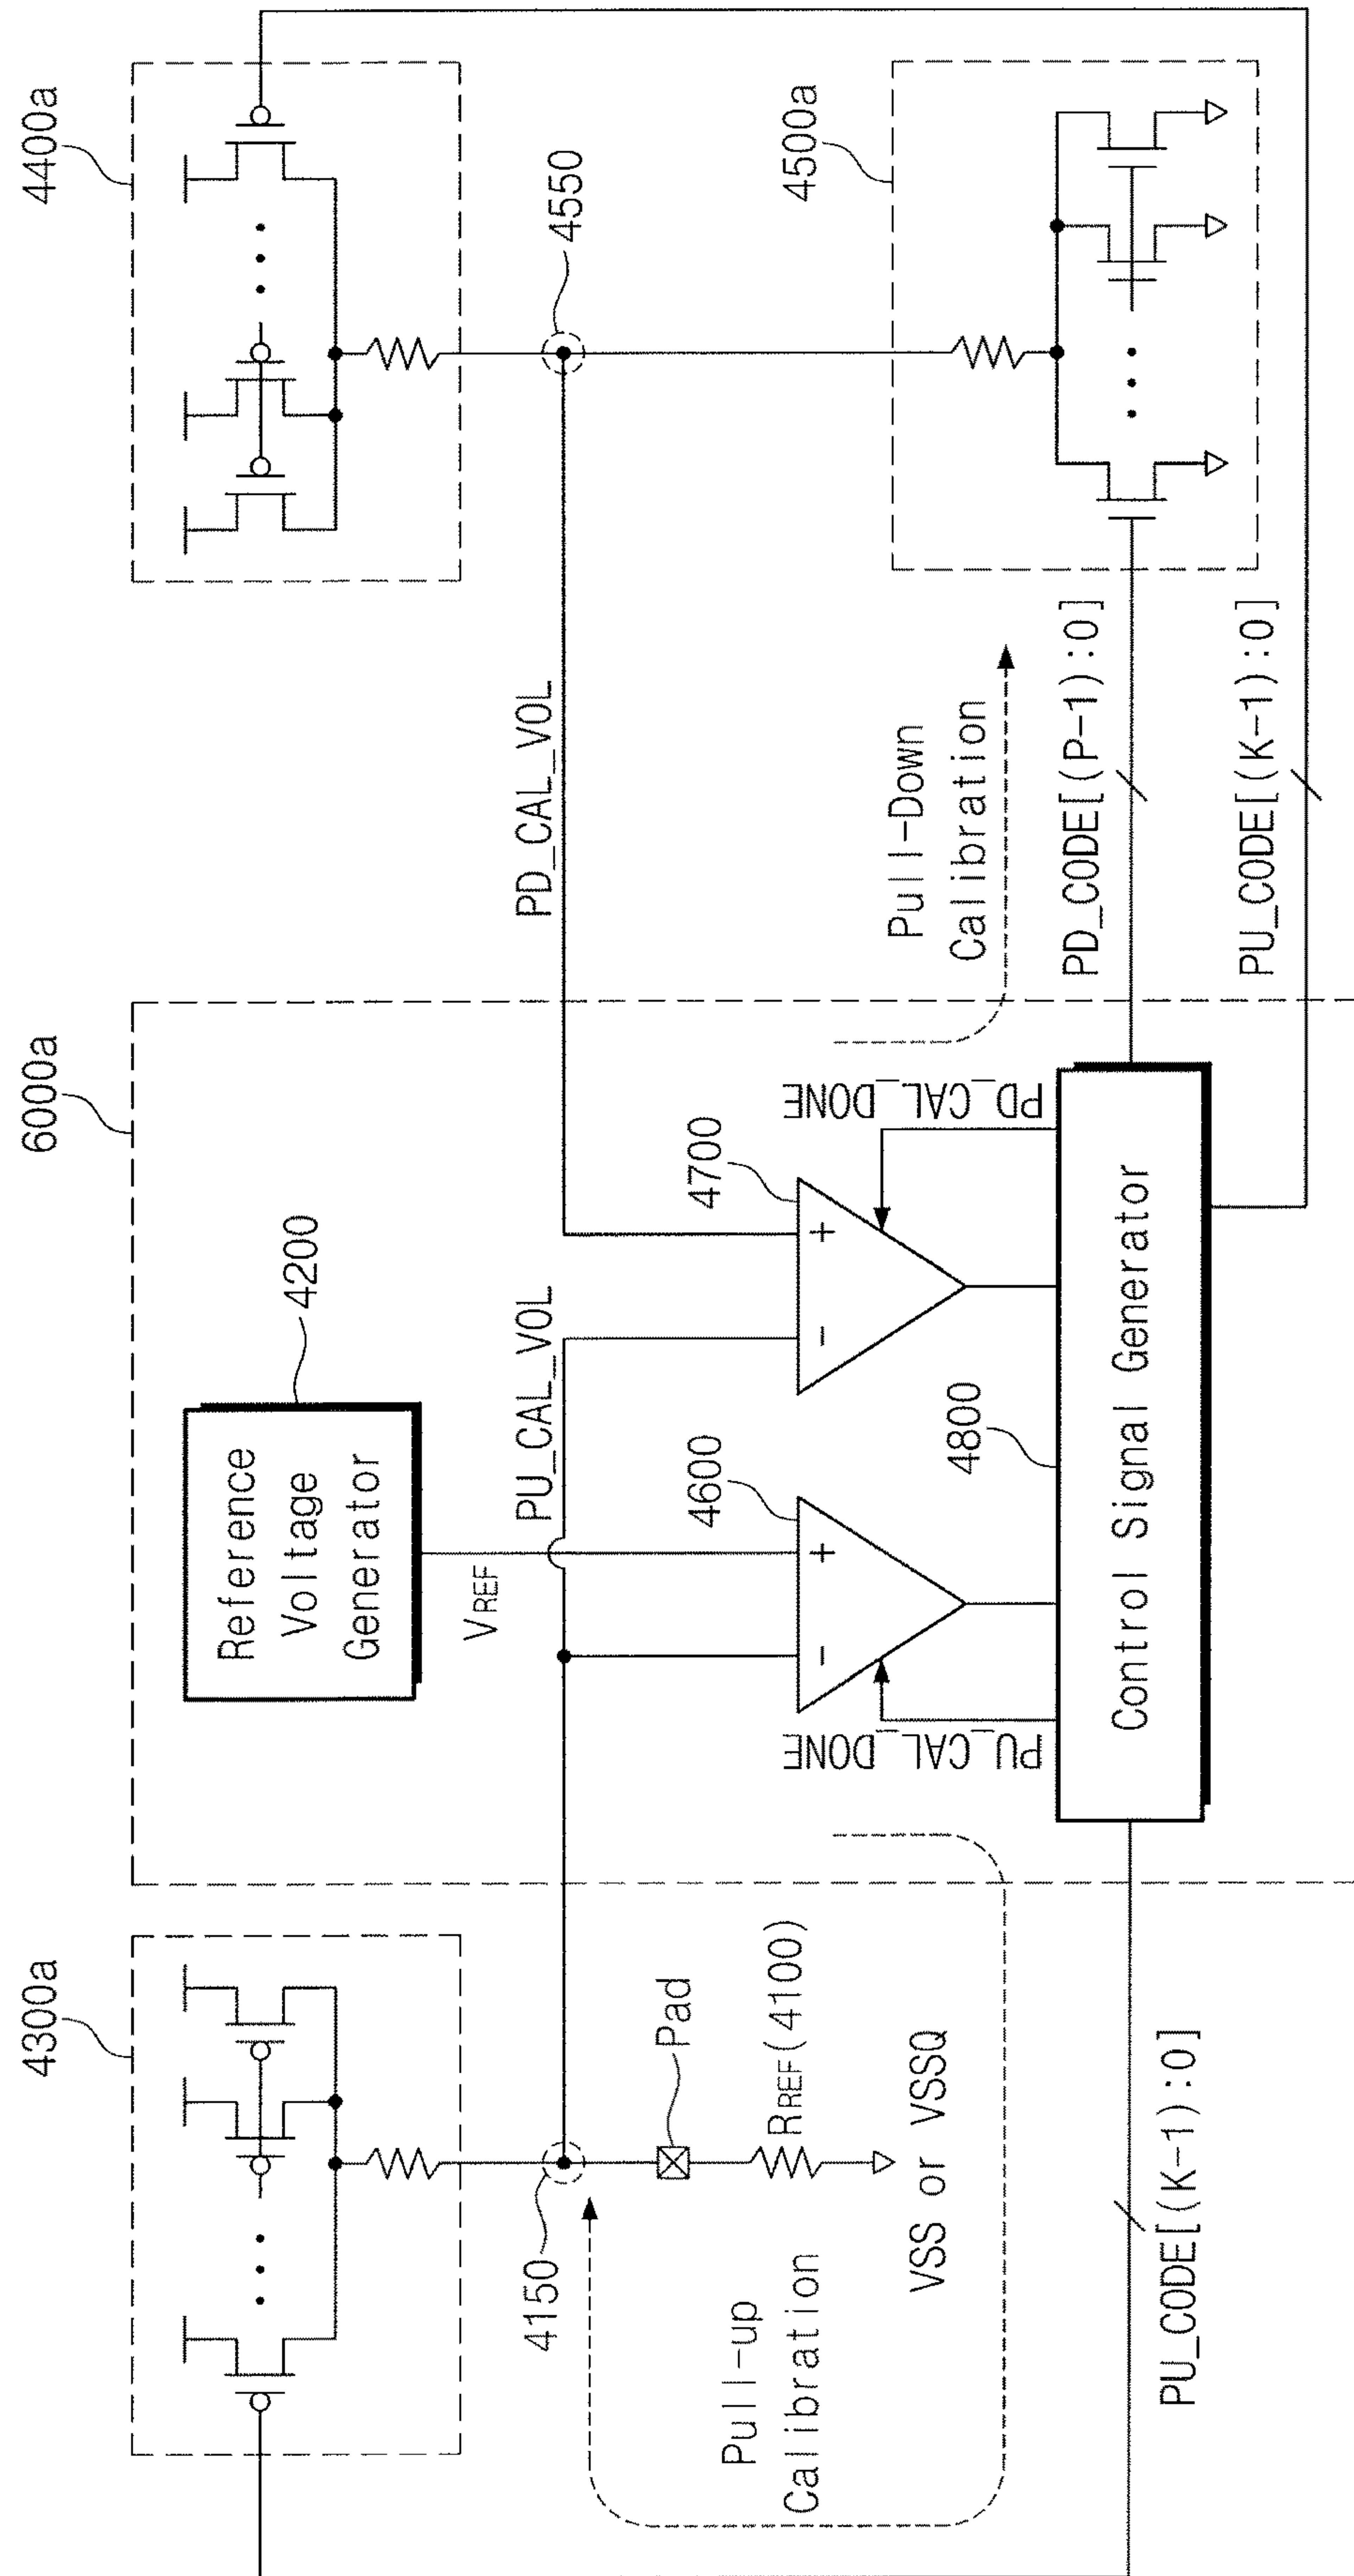 4300a
6000a
4400a
Reference
Voltage
Generator
4200
VREF
4150
PU_CAL_VOL
PD_CAL_VOL
4550
Pad
RREF(4100)
VSS or VSSQ
Pull-up
Calibration
4600
4700
- +
- +
PU_CAL_DONE
PD_CAL_DONE
4800
Control Signal Generator
Pull-Down
Calibration
4500a
PD_CODE[(P-1):0]
PU_CODE[(K-1):0]
PU_CODE[(K-1):0]